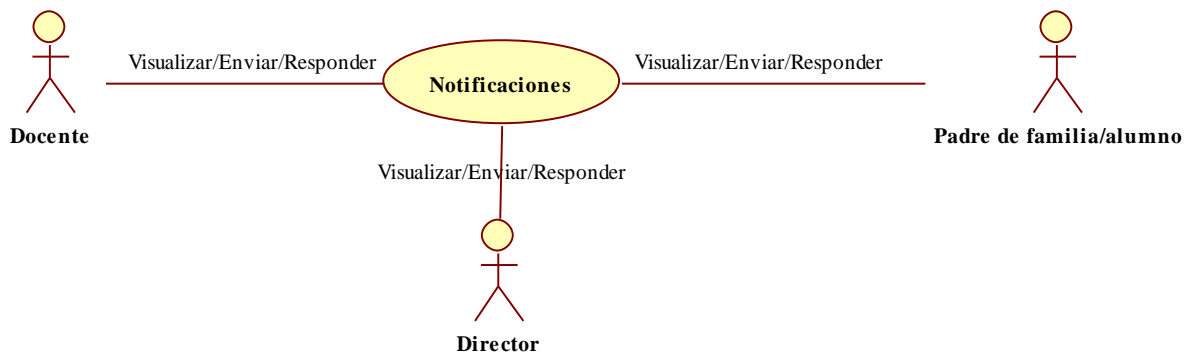 Visualizar/Enviar/Responder
Notificaciones
Visualizar/Enviar/Responder
Docente
Padre de familia/alumno
Visualizar/Enviar/Responder
Director